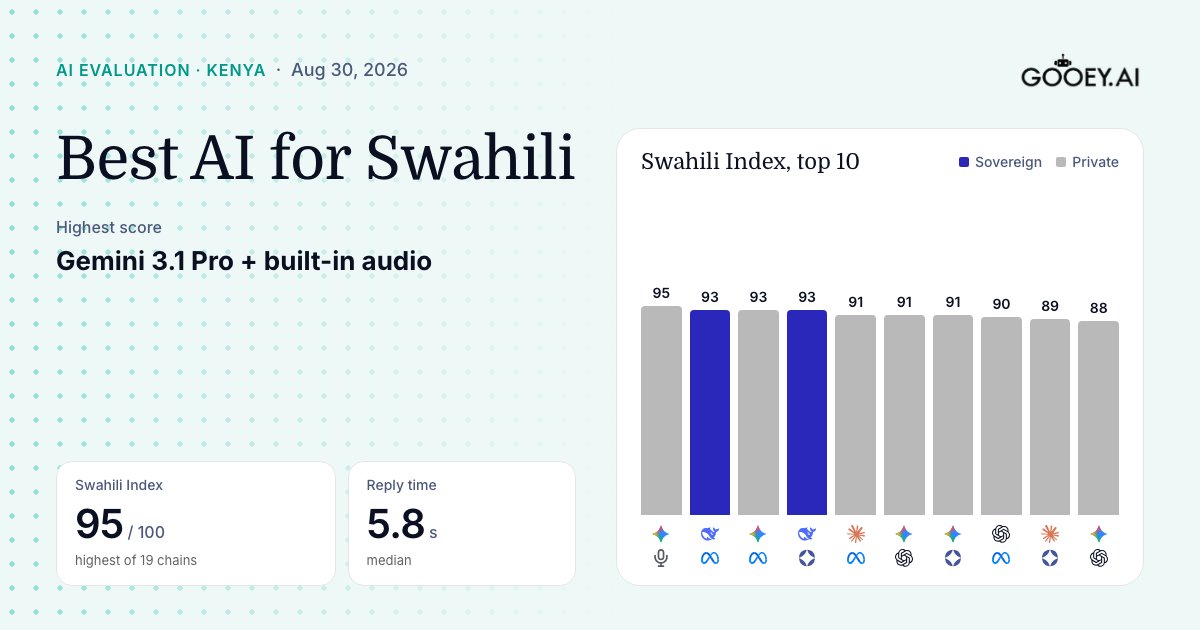 AI EVALUATION · KENYA · Aug 30, 2026
GOOEY.AI
Best AI for Swahili
Highest score
Gemini 3.1 Pro + built-in audio
Swahili Index
95 / 100
highest of 19 chains
Reply time
5.8 s
median
Swahili Index, top 10
Sovereign Private
95 93 93 93 91 91 91 90 89 88